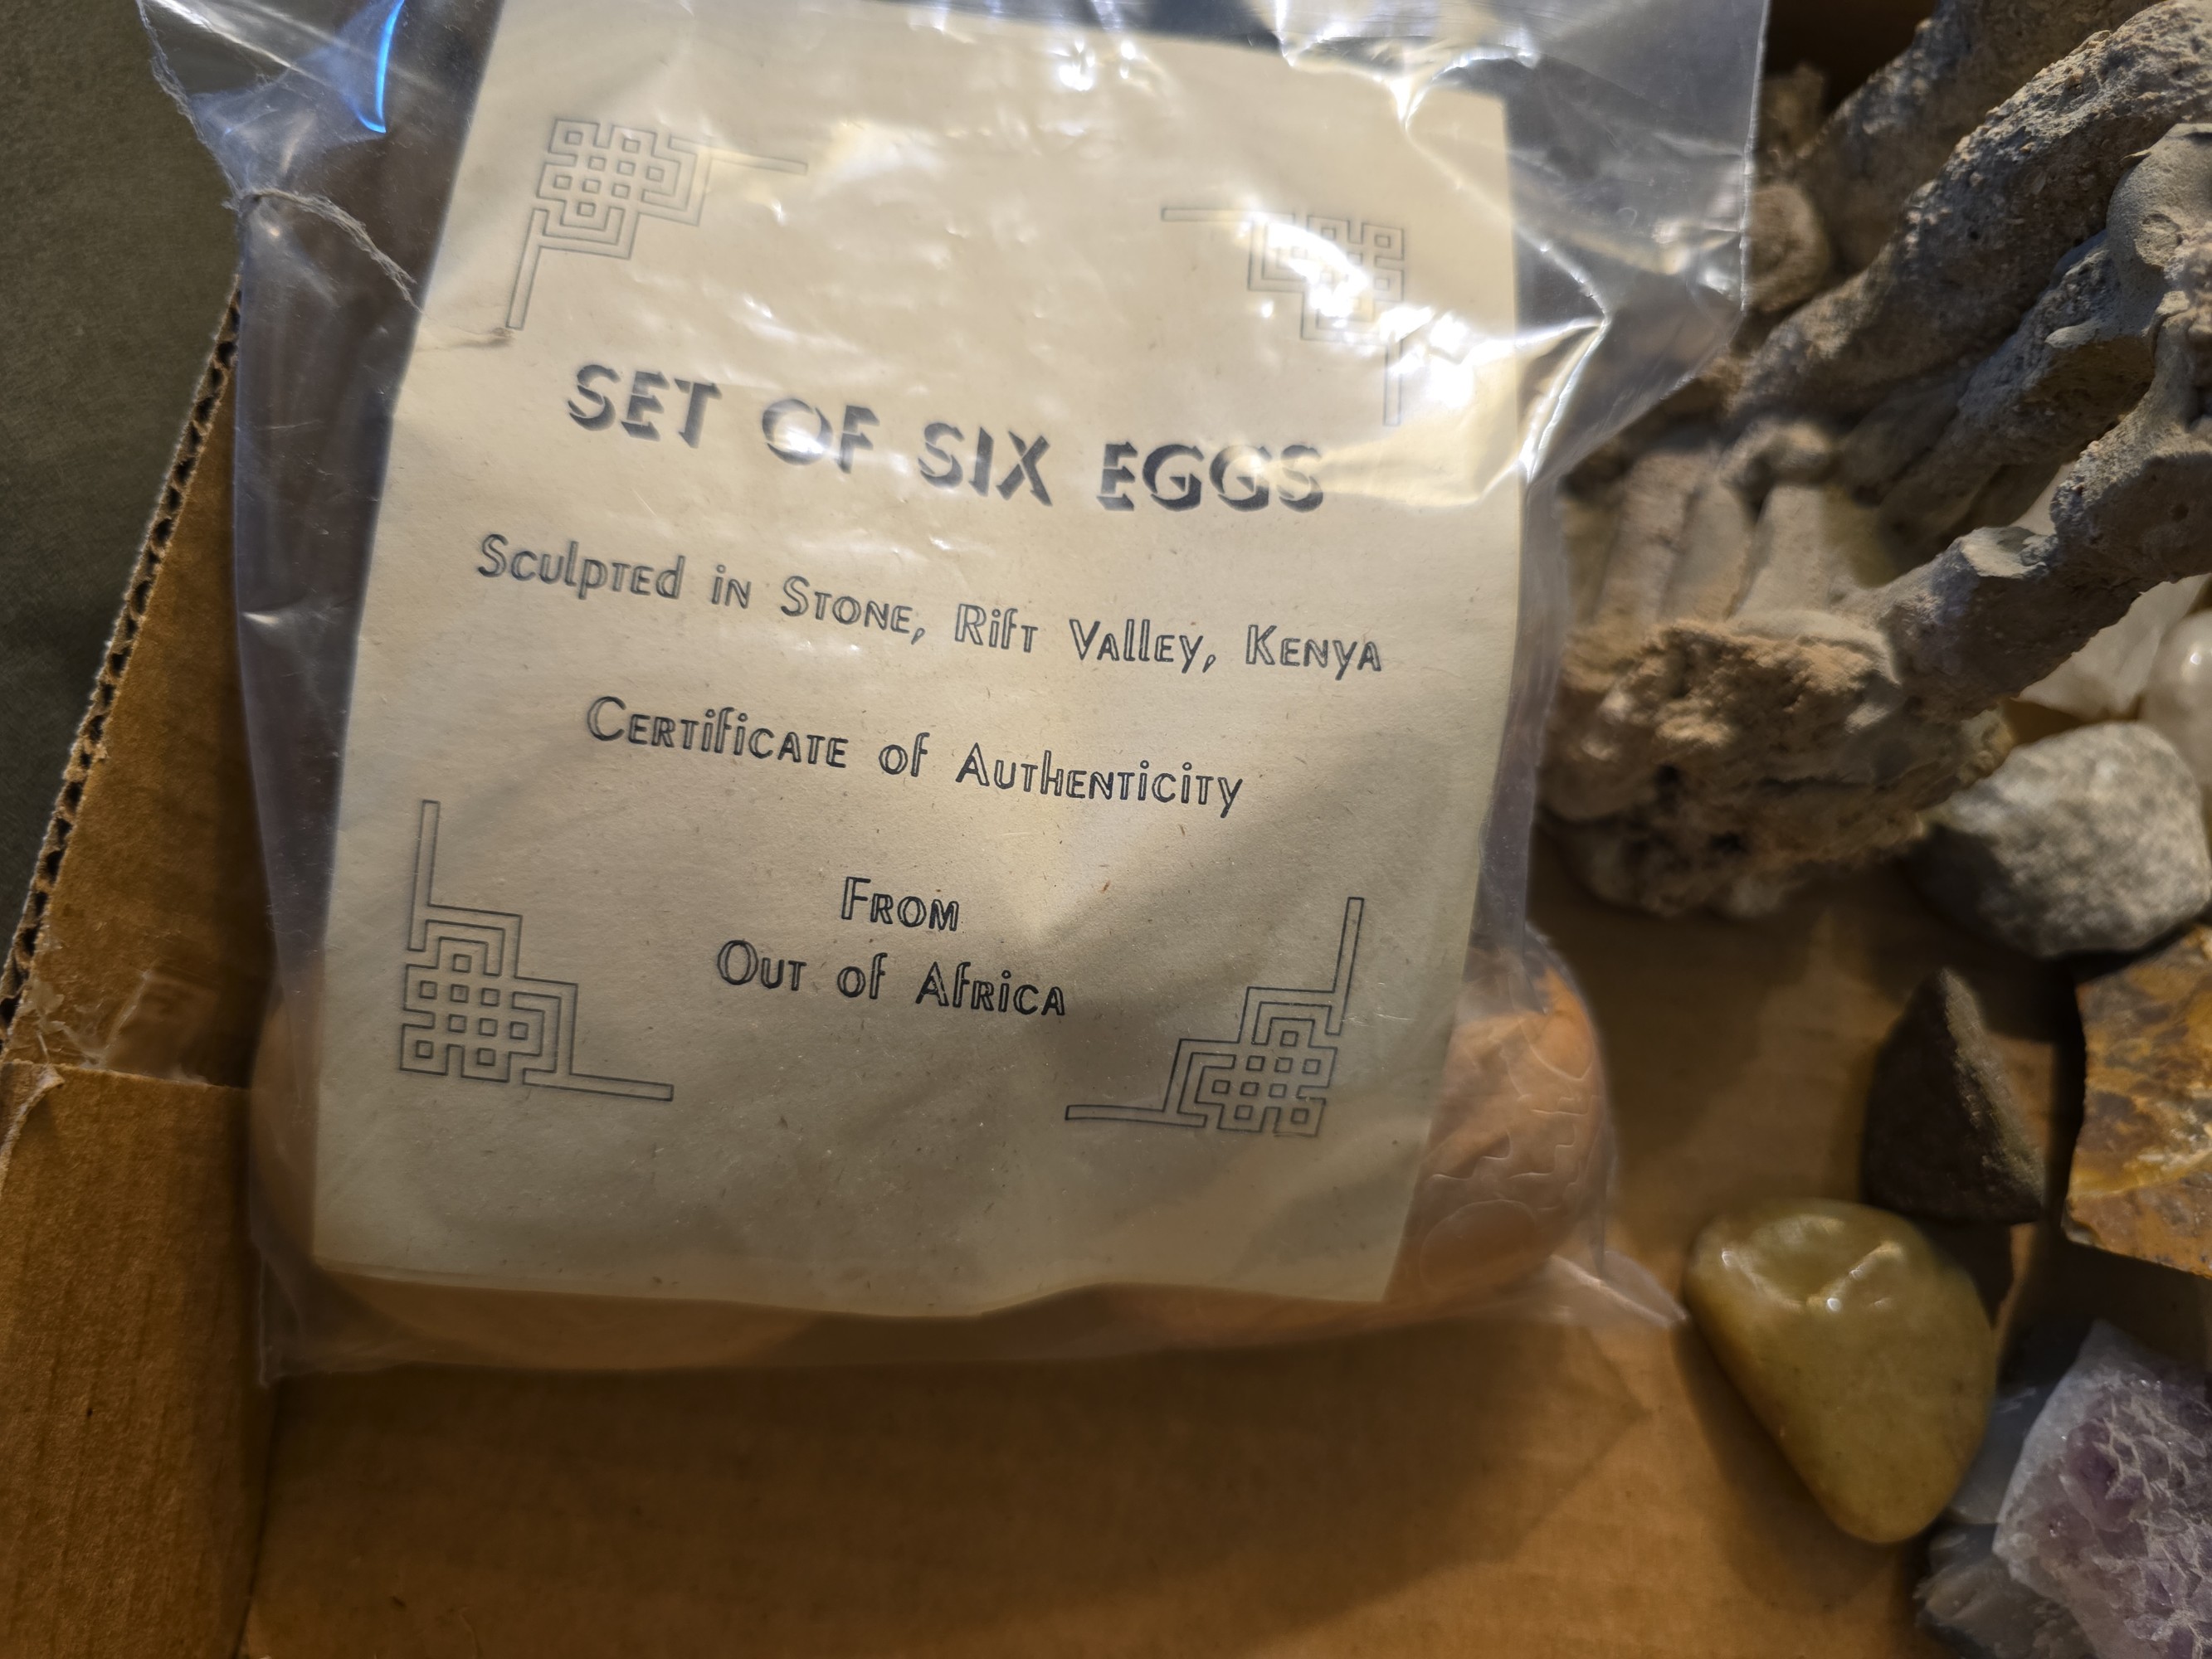 SET OF SIX EGGS
Sculpted in Stone, Rift Valley, Kenya
Certificate of Authenticity
From
Out of Africa